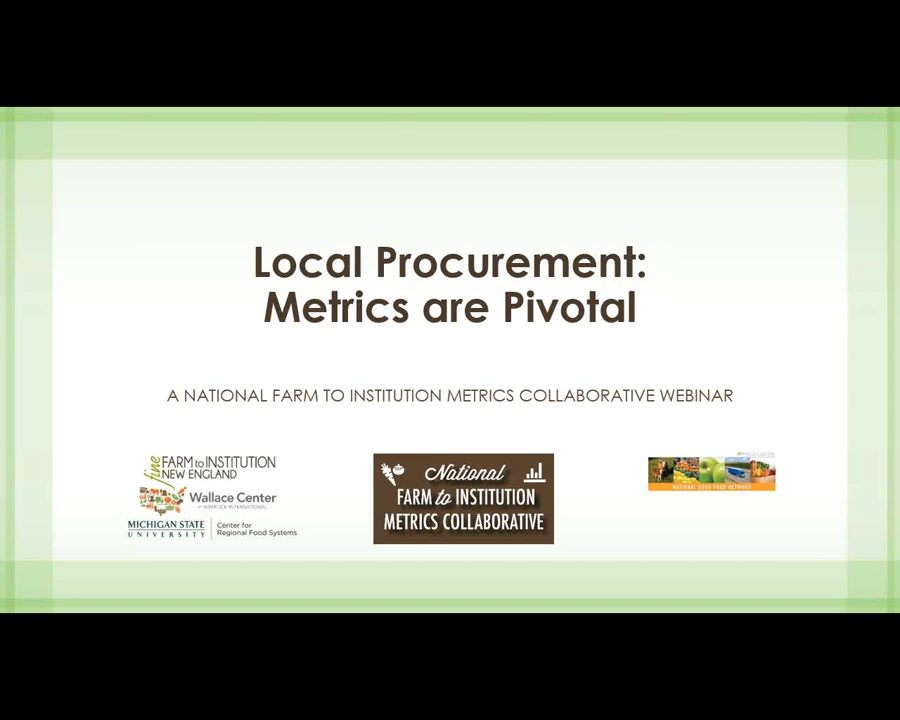 Local Procurement:
Metrics are Pivotal
A NATIONAL FARM TO INSTITUTION METRICS COLLABORATIVE WEBINAR
fine FARM to INSTITUTION
NEW ENGLAND
Wallace Center
AT WINROCK INTERNATIONAL
MICHIGAN STATE
UNIVERSITY
Center for
Regional Food Systems
National
FARM to INSTITUTION
METRICS COLLABORATIVE
NATIONAL GOOD FOOD NETWORK